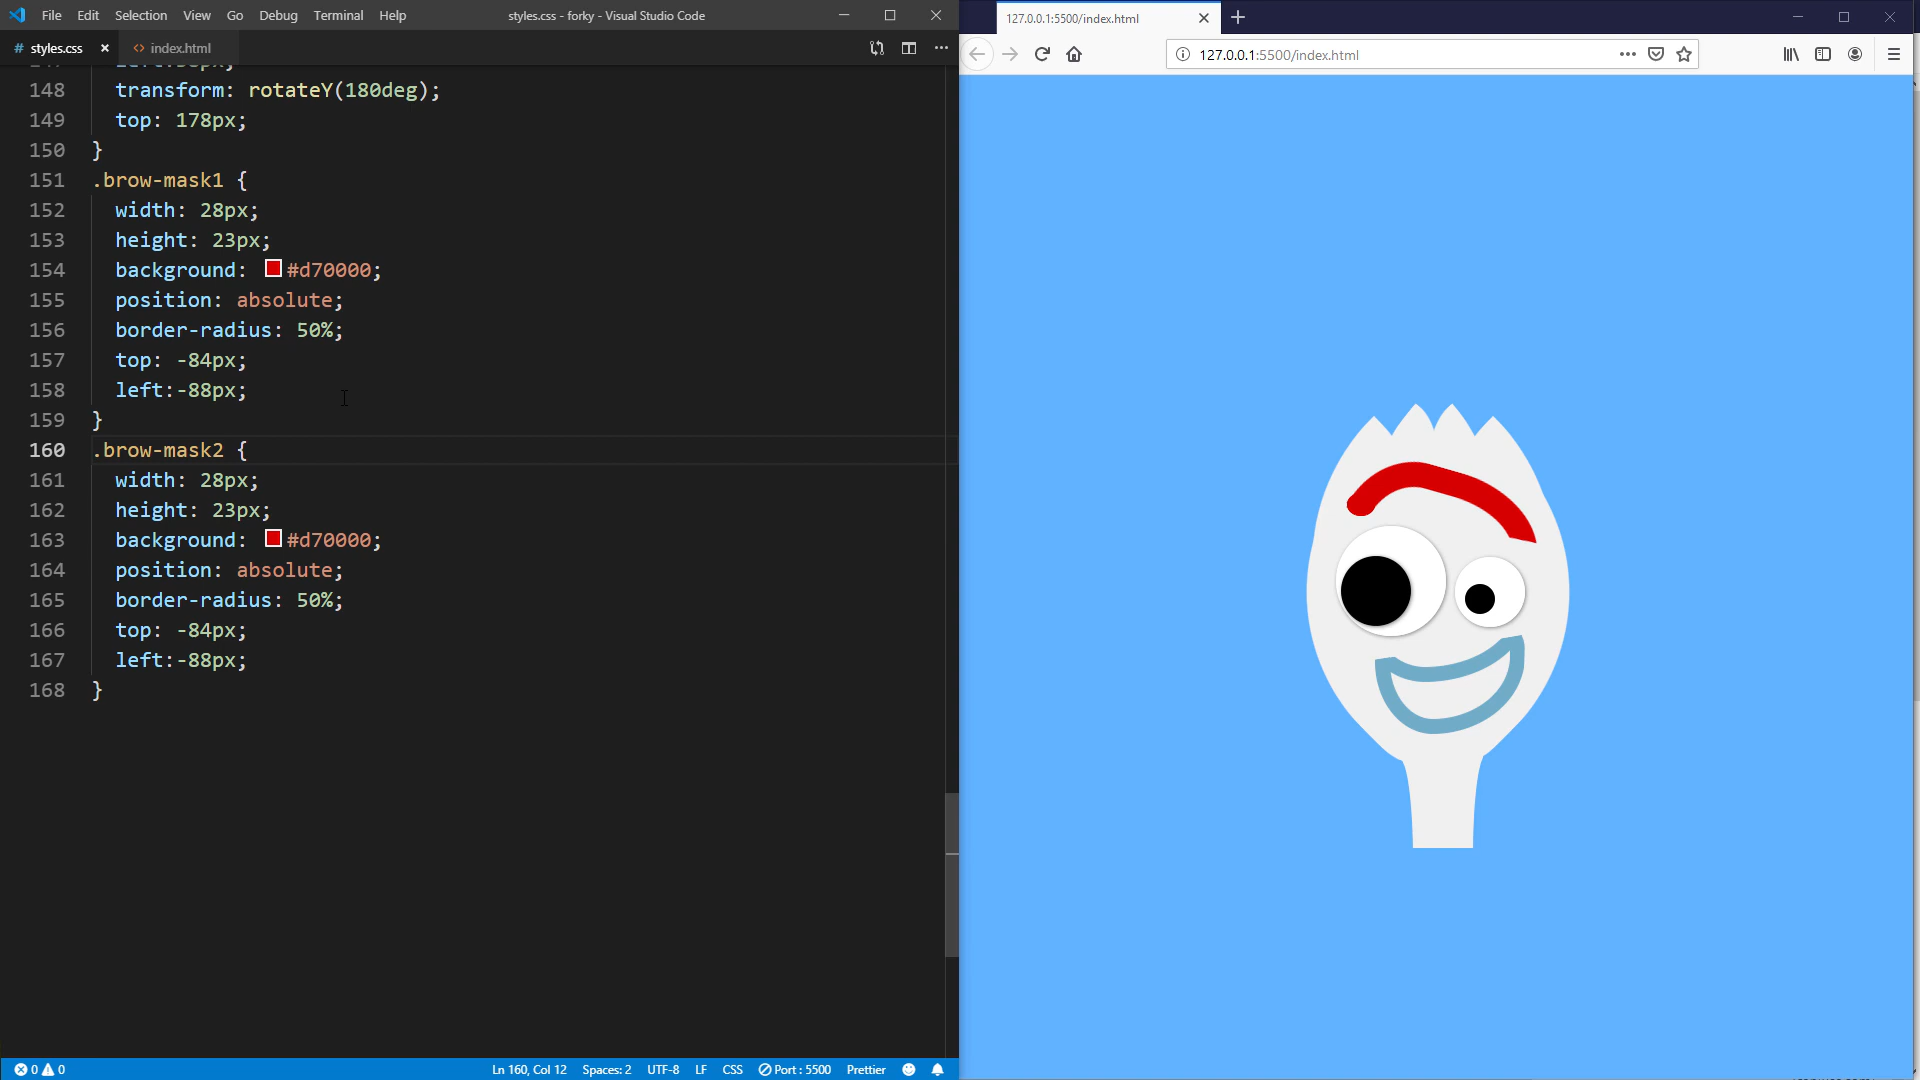 File Edit Selection View Go Debug Terminal Help
styles.css - forky - Visual Studio Code
# styles.css × <> index.html
148 transform: rotateY(180deg);
149 top: 178px;
150 }
151 .brow-mask1 {
152 width: 28px;
153 height: 23px;
154 background: #d70000;
155 position: absolute;
156 border-radius: 50%;
157 top: -84px;
158 left:-88px;
159 }
160 .brow-mask2 {
161 width: 28px;
162 height: 23px;
163 background: #d70000;
164 position: absolute;
165 border-radius: 50%;
166 top: -84px;
167 left:-88px;
168 }
0 0 Ln 160, Col 12 Spaces: 2 UTF-8 LF CSS Port : 5500 Prettier
127.0.0.1:5500/index.html
127.0.0.1:5500/index.html